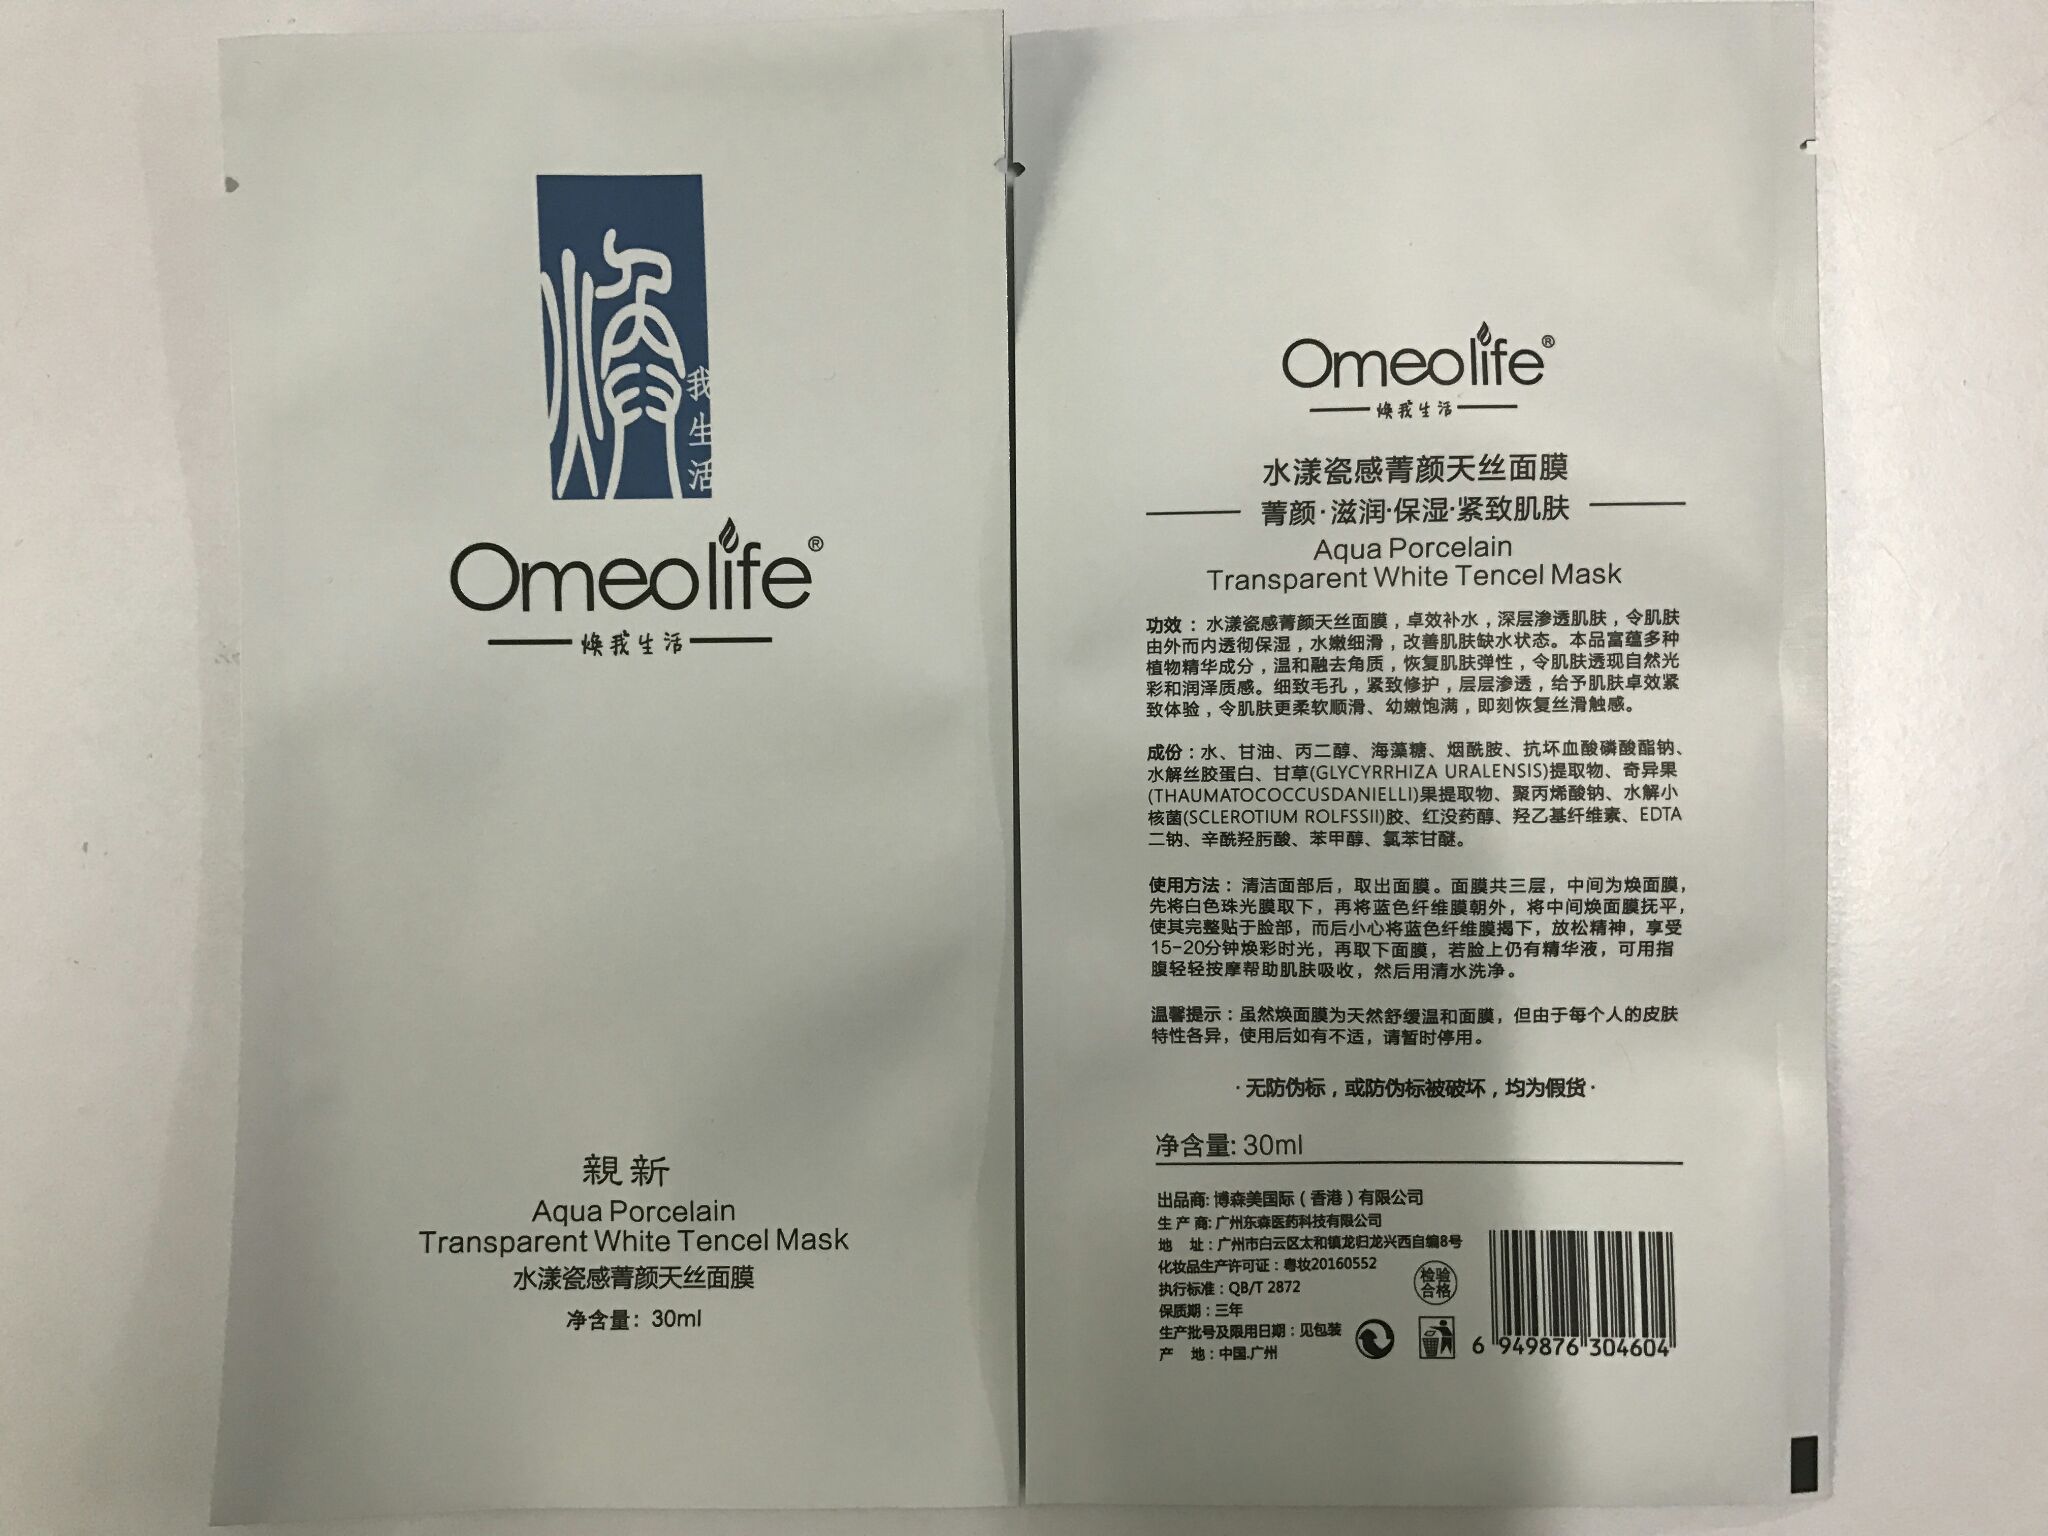 焕
我
生
活
Omeolife®
焕我生活
親新
Aqua Porcelain
Transparent White Tencel Mask
水漾瓷感菁颜天丝面膜
净含量：30ml
Omeolife®
焕我生活
水漾瓷感菁颜天丝面膜
菁颜·滋润·保湿·紧致肌肤
Aqua Porcelain
Transparent White Tencel Mask
功效：水漾瓷感菁颜天丝面膜，卓效补水，深层渗透肌肤，令肌肤
由外而内透彻保湿，水嫩细滑，改善肌肤缺水状态。本品富蕴多种
植物精华成分，温和融去角质，恢复肌肤弹性，令肌肤透现自然光
彩和润泽质感。细致毛孔，紧致修护，层层渗透，给予肌肤卓效紧
致体验，令肌肤更柔软顺滑、幼嫩饱满，即刻恢复丝滑触感。
成份：水、甘油、丙二醇、海藻糖、烟酰胺、抗坏血酸磷酸酯钠、
水解丝胶蛋白、甘草(GLYCYRRHIZA URALENSIS)提取物、奇异果
(THAUMATOCOCCUSDANIELLI)果提取物、聚丙烯酸钠、水解小
核菌(SCLEROTIUM ROLFSSII)胶、红没药醇、羟乙基纤维素、EDTA
二钠、辛酰羟肟酸、苯甲醇、氯苯甘醚。
使用方法：清洁面部后，取出面膜。面膜共三层，中间为焕面膜，
先将白色珠光膜取下，再将蓝色纤维膜朝外，将中间焕面膜抚平，
使其完整贴于脸部，而后小心将蓝色纤维膜揭下，放松精神，享受
15-20分钟焕彩时光，再取下面膜，若脸上仍有精华液，可用指
腹轻轻按摩帮助肌肤吸收，然后用清水洗净。
温馨提示：虽然焕面膜为天然舒缓温和面膜，但由于每个人的皮肤
特性各异，使用后如有不适，请暂时停用。
·无防伪标，或防伪标被破坏，均为假货·
净含量: 30ml
出品商: 博森美国际（香港）有限公司
生产商: 广州东森医药科技有限公司
地 址：广州市白云区太和镇龙归龙兴西自编8号
化妆品生产许可证：粤妆20160552
执行标准：QB/T 2872
保质期：三年
生产批号及限用日期：见包装
产 地：中国.广州
检验
合格
6 949876 304604